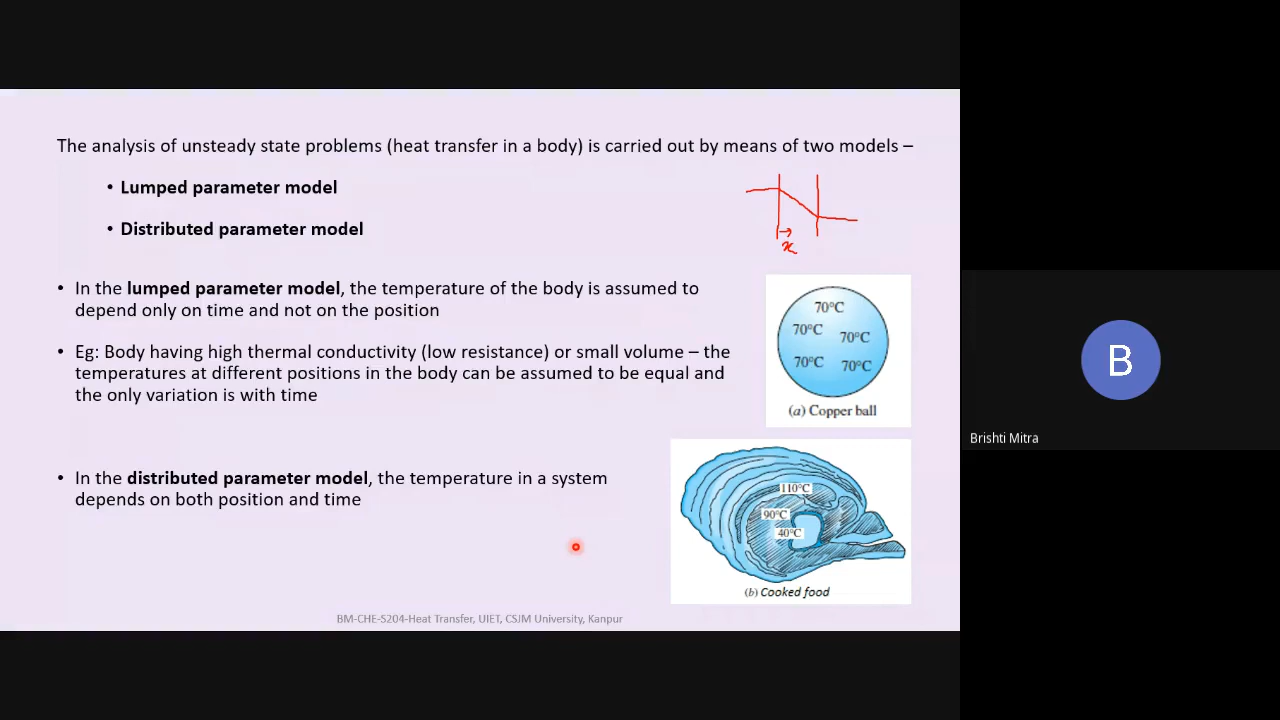 The analysis of unsteady state problems (heat transfer in a body) is carried out by means of two models –
• Lumped parameter model
• Distributed parameter model
x
• In the lumped parameter model, the temperature of the body is assumed to
depend only on time and not on the position
• Eg: Body having high thermal conductivity (low resistance) or small volume – the
temperatures at different positions in the body can be assumed to be equal and
the only variation is with time
70°C
70°C 70°C
70°C 70°C
(a) Copper ball
• In the distributed parameter model, the temperature in a system
depends on both position and time
110°C
90°C
40°C
(b) Cooked food
BM-CHE-S204-Heat Transfer, UIET, CSJM University, Kanpur
B
Brishti Mitra